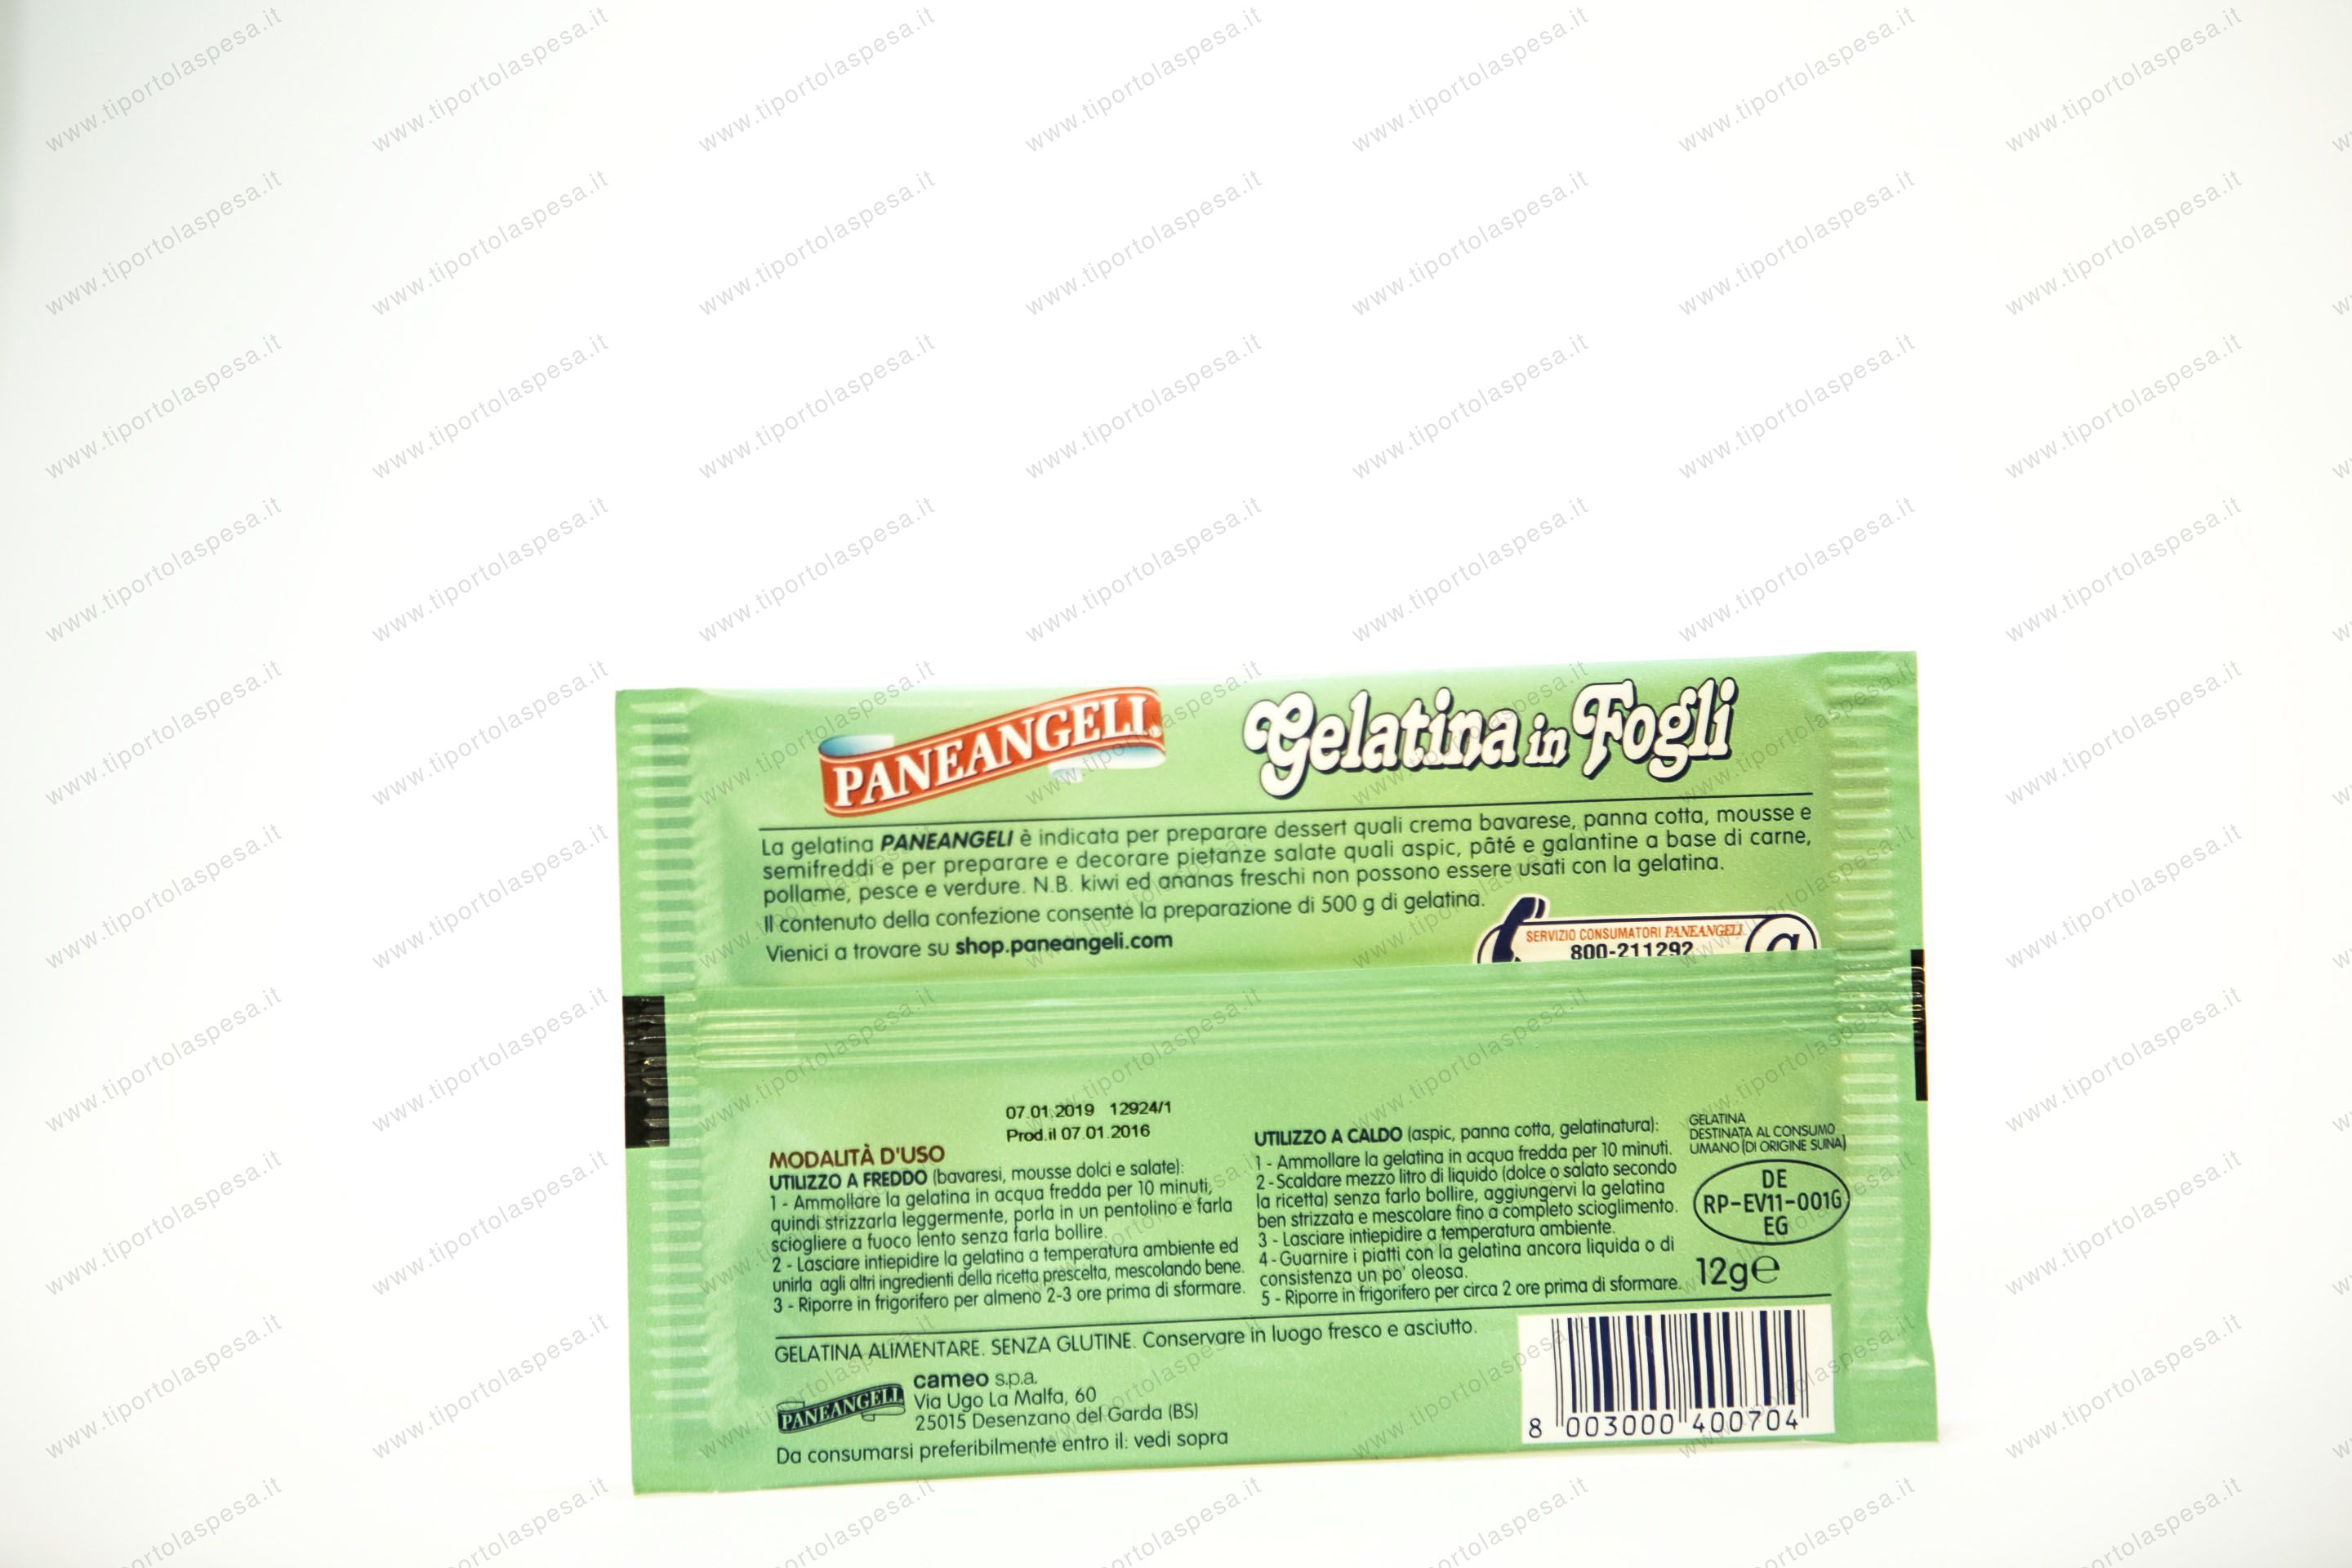 PANEANGELI
Gelatina in Fogli
La gelatina PANEANGELI è indicata per preparare dessert quali crema bavarese, panna cotta, mousse e
semifreddi e per preparare e decorare pietanze salate quali aspic, pâté e galantine a base di carne,
pollame, pesce e verdure. N.B. kiwi ed ananas freschi non possono essere usati con la gelatina.
Il contenuto della confezione consente la preparazione di 500 g di gelatina.
Vienici a trovare su shop.paneangeli.com
SERVIZIO CONSUMATORI PANEANGELI
800-211292
07.01.2019 12924/1
Prod.il 07.01.2016
MODALITÀ D'USO
UTILIZZO A FREDDO (bavaresi, mousse dolci e salate):
1 - Ammollare la gelatina in acqua fredda per 10 minuti,
quindi strizzarla leggermente, porla in un pentolino e farla
sciogliere a fuoco lento senza farla bollire.
2 - Lasciare intiepidire la gelatina a temperatura ambiente ed
unirla agli altri ingredienti della ricetta prescelta, mescolando bene.
3 - Riporre in frigorifero per almeno 2-3 ore prima di sformare.
UTILIZZO A CALDO (aspic, panna cotta, gelatinatura):
1 - Ammollare la gelatina in acqua fredda per 10 minuti.
2 - Scaldare mezzo litro di liquido (dolce o salato secondo
la ricetta) senza farlo bollire, aggiungervi la gelatina
ben strizzata e mescolare fino a completo scioglimento.
3 - Lasciare intiepidire a temperatura ambiente.
4 - Guarnire i piatti con la gelatina ancora liquida o di
consistenza un po' oleosa.
5 - Riporre in frigorifero per circa 2 ore prima di sformare.
GELATINA
DESTINATA AL CONSUMO
UMANO (DI ORIGINE SUINA)
DE
RP-EV11-001G
EG
12g℮
GELATINA ALIMENTARE. SENZA GLUTINE. Conservare in luogo fresco e asciutto.
PANEANGELI
cameo s.p.a.
Via Ugo La Malfa, 60
25015 Desenzano del Garda (BS)
Da consumarsi preferibilmente entro il: vedi sopra
8 003000 400704
www.tiportolaspesa.it